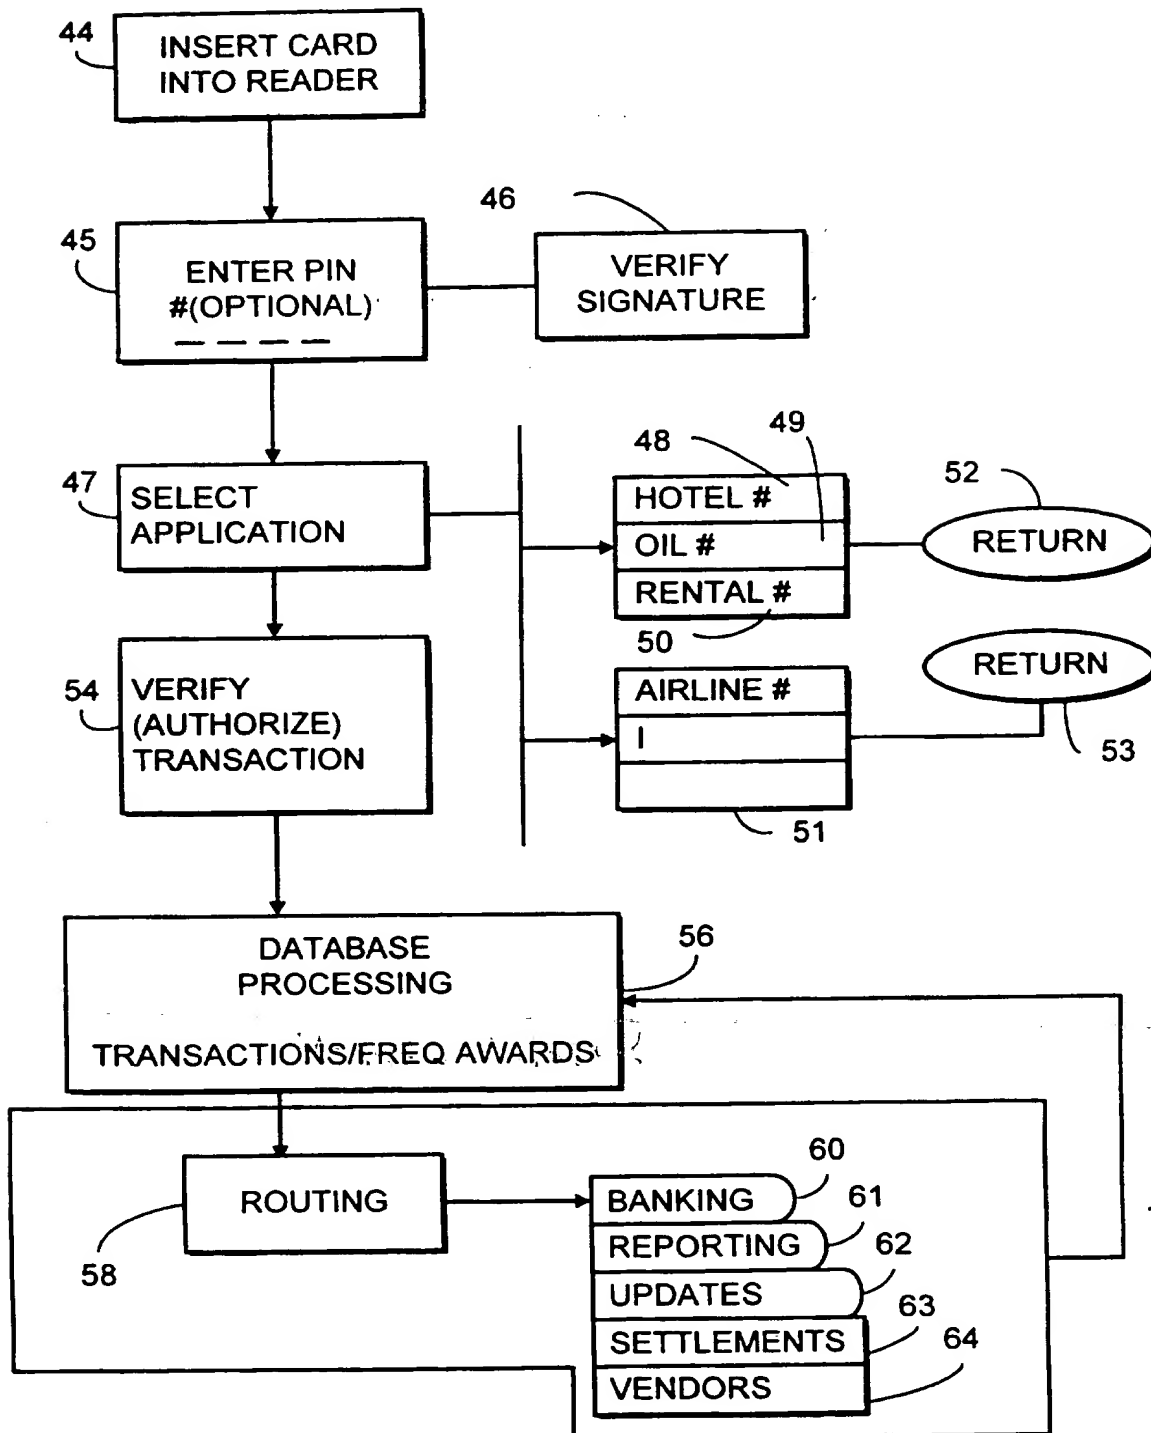 44
INSERT CARD
INTO READER
46
45
ENTER PIN
#(OPTIONAL)
VERIFY
SIGNATURE
48
49
47
SELECT
APPLICATION
HOTEL #
OIL #
RENTAL #
52
RETURN
50
54
VERIFY
(AUTHORIZE)
TRANSACTION
AIRLINE #
I
RETURN
53
51
DATABASE
PROCESSING
56
TRANSACTIONS/FREQ AWARDS
ROUTING
58
BANKING
60
REPORTING
61
UPDATES
62
SETTLEMENTS
63
VENDORS
64